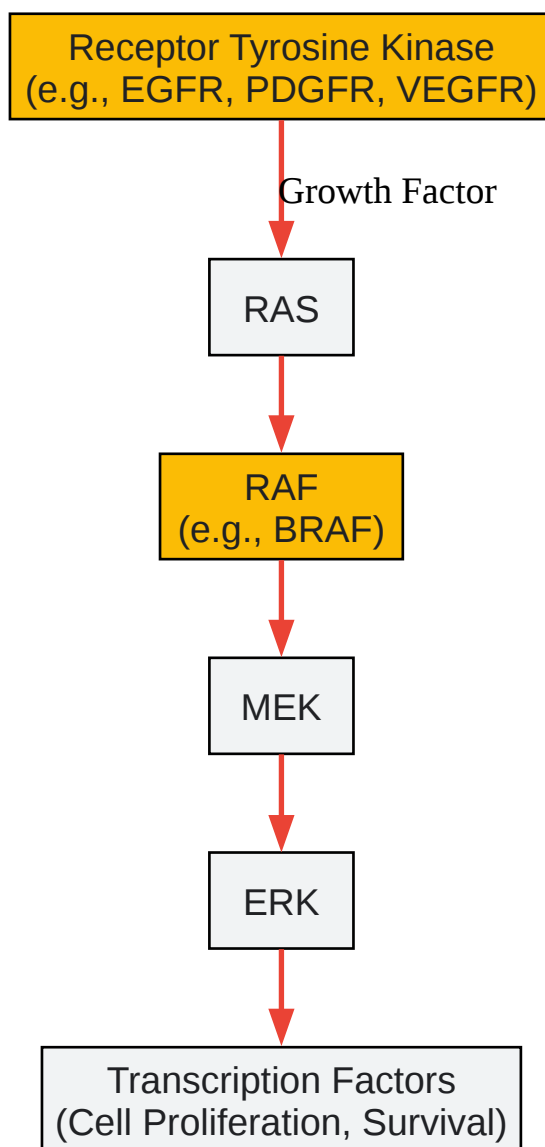 Receptor Tyrosine Kinase
(e.g., EGFR, PDGFR, VEGFR)
Growth Factor
RAS
RAF
(e.g., BRAF)
MEK
ERK
Transcription Factors
(Cell Proliferation, Survival)